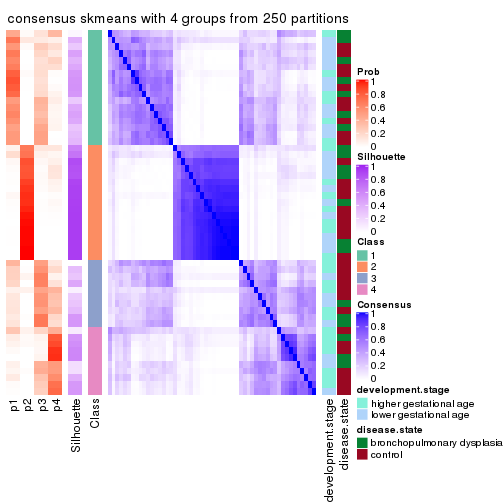 consensus skmeans with 4 groups from 250 partitions
Prob
1
0.8
0.6
0.4
0.2
0
Silhouette
1
0.8
0.6
0.4
0.2
0
Class
1
2
3
4
Consensus
1
0.8
0.6
0.4
0.2
0
development.stage
higher gestational age
lower gestational age
disease.state
bronchopulmonary dysplasia
control
p1
p2
p3
p4
Silhouette
Class
development.stage
disease.state